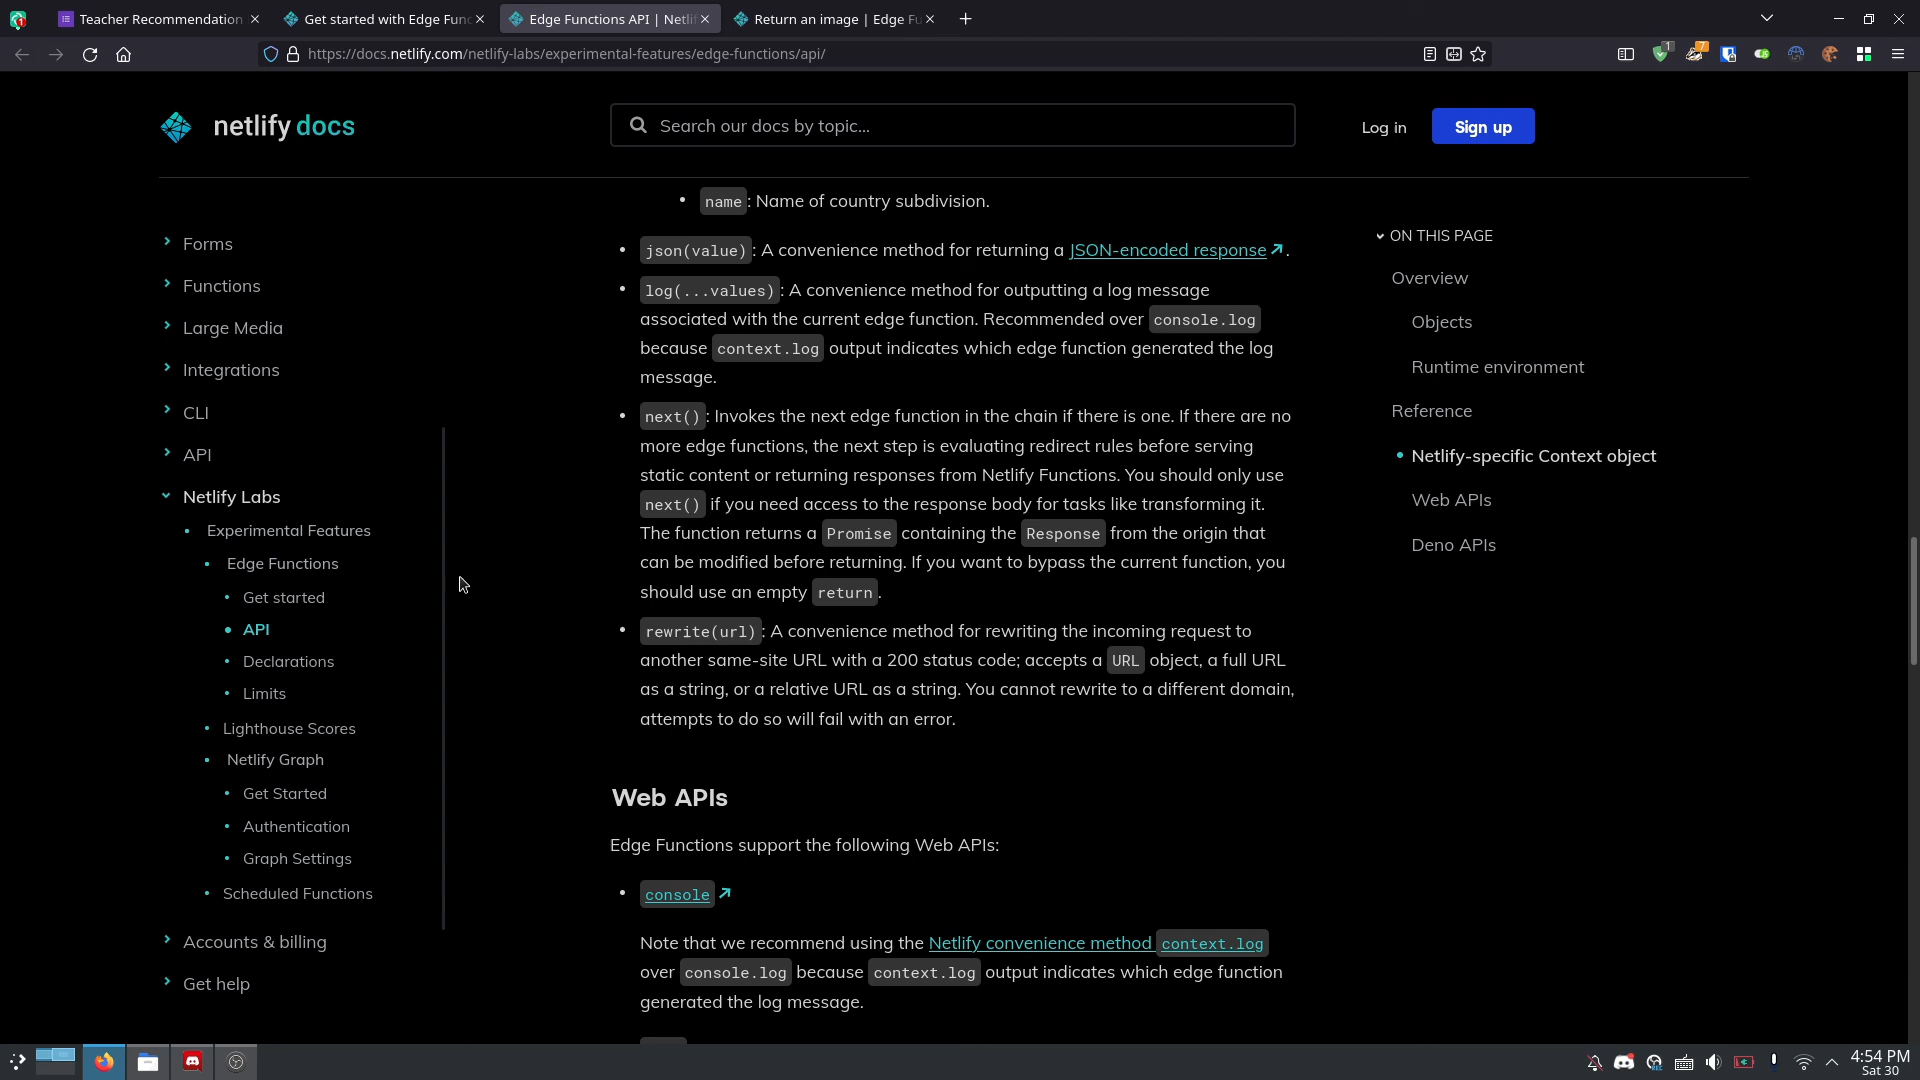 Teacher Recommendation
Get started with Edge Func
Edge Functions API | Netli
Return an image | Edge Fu
https://docs.netlify.com/netlify-labs/experimental-features/edge-functions/api/
1
7
netlify docs
Search our docs by topic...
Log in
Sign up
Forms
Functions
Large Media
Integrations
CLI
API
Netlify Labs
Experimental Features
Edge Functions
Get started
API
Declarations
Limits
Lighthouse Scores
Netlify Graph
Get Started
Authentication
Graph Settings
Scheduled Functions
Accounts & billing
Get help
name: Name of country subdivision.
json(value): A convenience method for returning a JSON-encoded response.
log(...values): A convenience method for outputting a log message
associated with the current edge function. Recommended over console.log
because context.log output indicates which edge function generated the log
message.
next(): Invokes the next edge function in the chain if there is one. If there are no
more edge functions, the next step is evaluating redirect rules before serving
static content or returning responses from Netlify Functions. You should only use
next() if you need access to the response body for tasks like transforming it.
The function returns a Promise containing the Response from the origin that
can be modified before returning. If you want to bypass the current function, you
should use an empty return.
rewrite(url): A convenience method for rewriting the incoming request to
another same-site URL with a 200 status code; accepts a URL object, a full URL
as a string, or a relative URL as a string. You cannot rewrite to a different domain,
attempts to do so will fail with an error.
Web APIs
Edge Functions support the following Web APIs:
console
Note that we recommend using the Netlify convenience method context.log
over console.log because context.log output indicates which edge function
generated the log message.
ON THIS PAGE
Overview
Objects
Runtime environment
Reference
Netlify-specific Context object
Web APIs
Deno APIs
4:54 PM
Sat 30